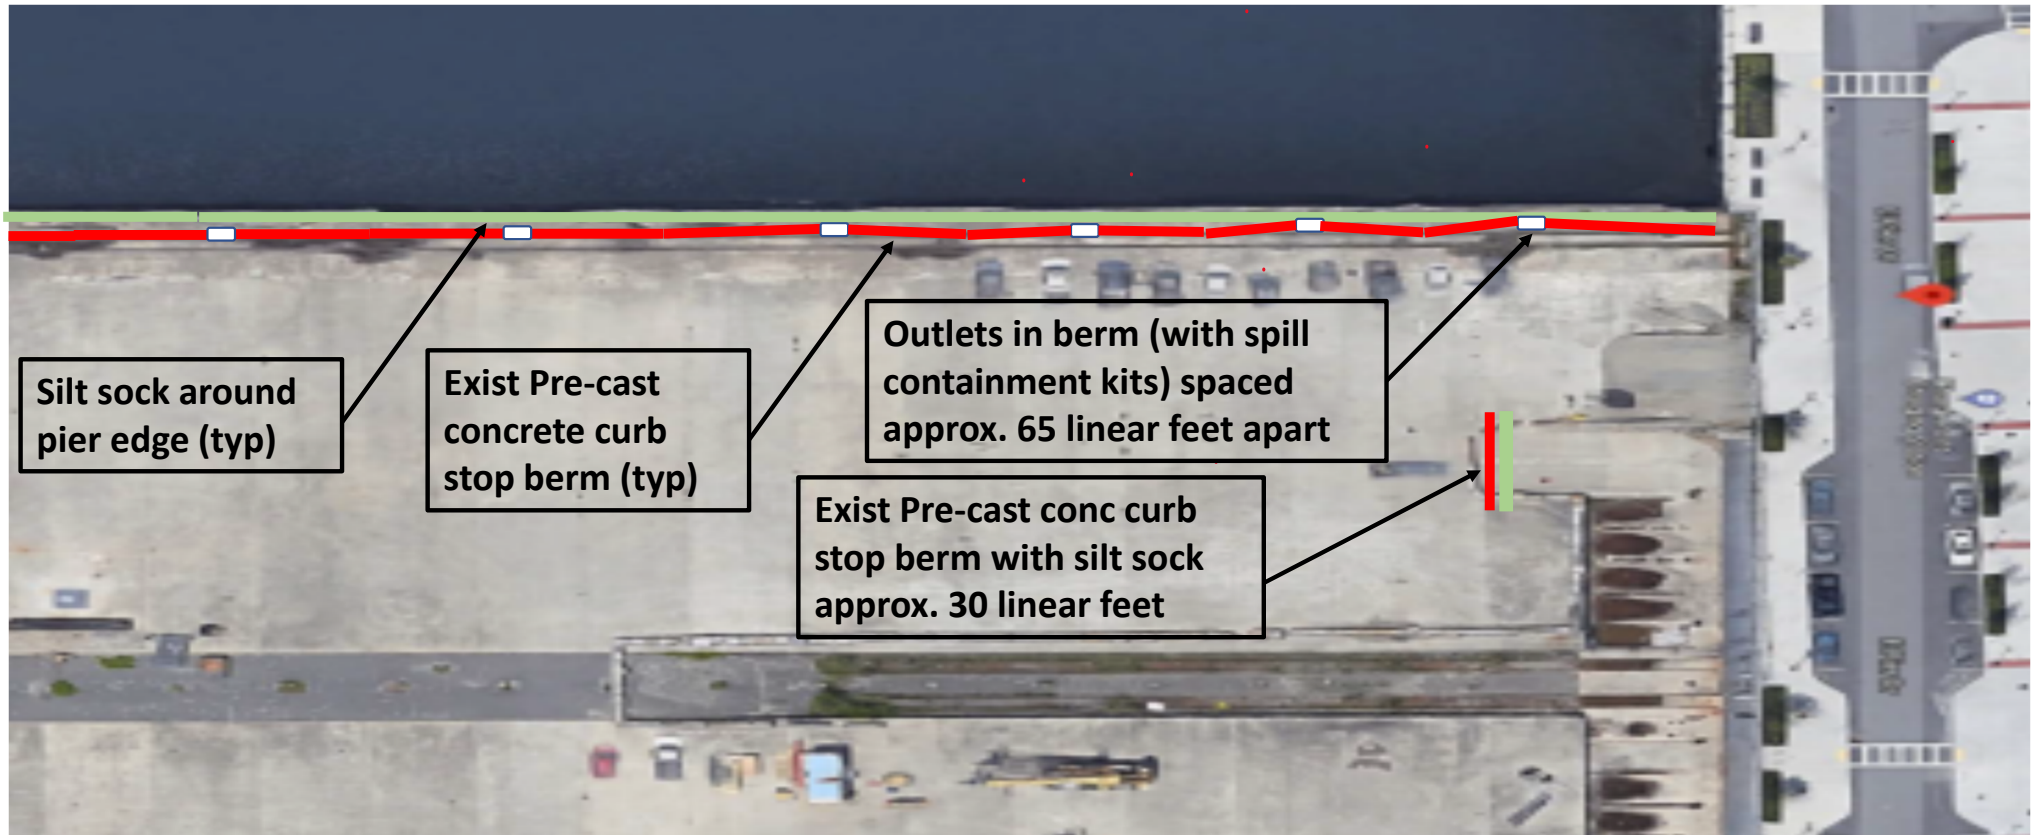 Silt sock around
pier edge (typ)
Exist Pre-cast
concrete curb
stop berm (typ)
Outlets in berm (with spill
containment kits) spaced
approx. 65 linear feet apart
Exist Pre-cast conc curb
stop berm with silt sock
approx. 30 linear feet